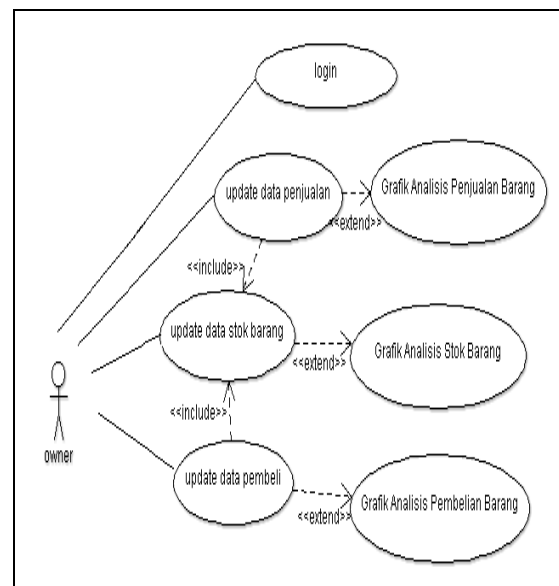 login
update data penjualan
Grafik Analisis Penjualan Barang
<<extend>>
<<include>>
update data stok barang
Grafik Analisis Stok Barang
<<extend>>
<<include>>
owner
update data pembeli
Grafik Analisis Pembelian Barang
<<extend>>